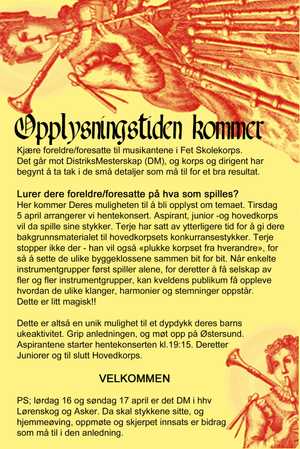 Opplysningstiden kommer
Kjære foreldre/foresatte til musikantene i Fet Skolekorps.
Det går mot DistriksMesterskap (DM), og korps og dirigent har
begynt å ta tak i de små detaljer som må til for et bra resultat.
Lurer dere foreldre/foresatte på hva som spilles?
Her kommer Deres muligheten til å bli opplyst om temaet. Tirsdag
5 april arrangerer vi hentekonsert. Aspirant, junior -og hovedkorps
vil da spille sine stykker. Terje har satt av ytterligere tid for å gi dere
bakgrunnsmaterialet til hovedkorpsets konkurransestykker. Terje
stopper ikke der - han vil også «plukke korpset fra hverandre», for
så å sette de ulike byggeklossene sammen bit for bit. Når enkelte
instrumentgrupper først spiller alene, for deretter å få selskap av
fler og fler instrumentgrupper, kan kveldens publikum få oppleve
hvordan de ulike klanger, harmonier og stemninger oppstår.
Dette er litt magisk!!
Dette er altså en unik mulighet til et dypdykk deres barns
ukeaktivitet. Grip anledningen, og møt opp på Østersund.
Aspirantene starter hentekonserten kl.19:15. Deretter
Juniorer og til slutt Hovedkorps.
VELKOMMEN
PS; lørdag 16 og søndag 17 april er det DM i hhv
Lørenskog og Asker. Da skal stykkene sitte, og
hjemmeøving, oppmøte og skjerpet innsats er bidrag
som må til i den anledning.